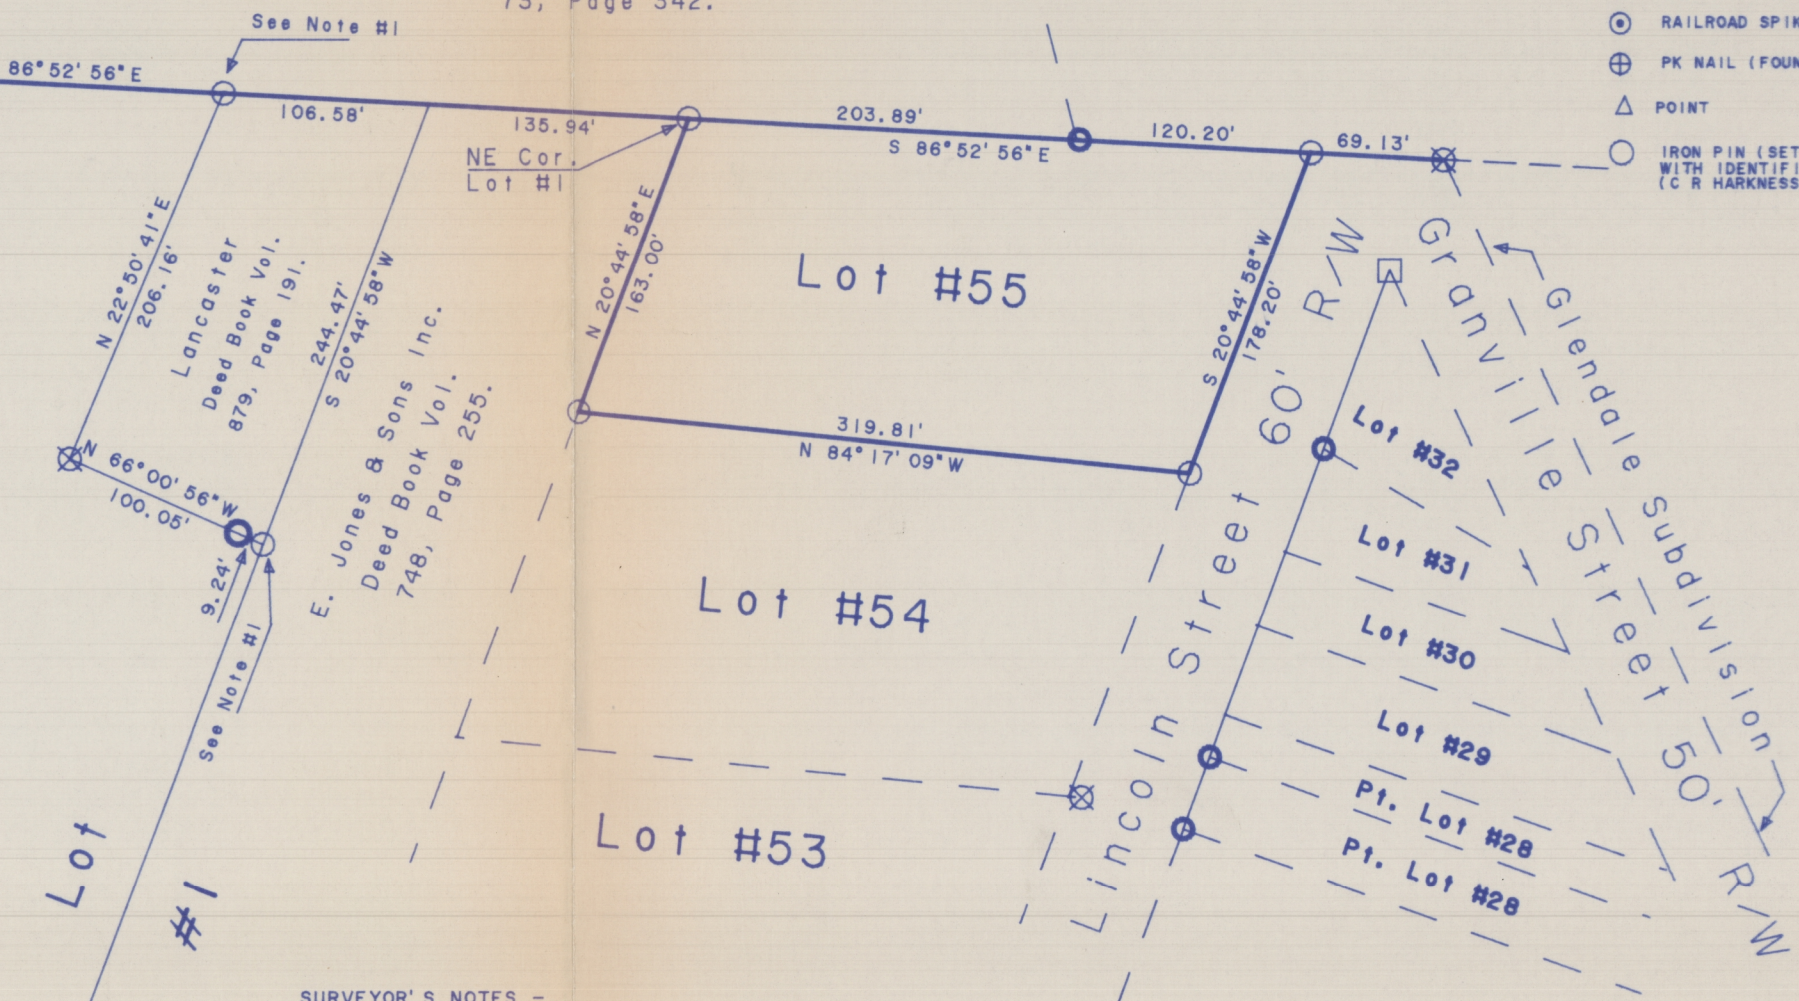 73, Page 342.
See Note #1
RAILROAD SPIK
PK NAIL (FOUN
POINT
IRON PIN (SET
WITH IDENTIFI
(C R HARKNESS
86°52'56"E
106.58'
135.94'
203.89'
S 86°52'56"E
120.20'
69.13'
NE Cor.
Lot #1
N 22°50'41"E
206.16'
Lancaster
Deed Book Vol.
879, Page 191.
244.47'
S 20°44'58"W
E. Jones & Sons Inc.
Deed Book Vol.
748, Page 255.
N 20°44'58"E
163.00'
Lot #55
S 20°44'58"W
178.20'
319.81'
N 84°17'09"W
N 66°00'56"W
100.05'
9.24'
See Note #1
Lot #54
Lot #53
Lot #1
Lincoln Street 60' R/W
Granville Street 50' R/W
Glendale Subdivision
Lot #32
Lot #31
Lot #30
Lot #29
Pt. Lot #28
Pt. Lot #28
SURVEYOR'S NOTES -